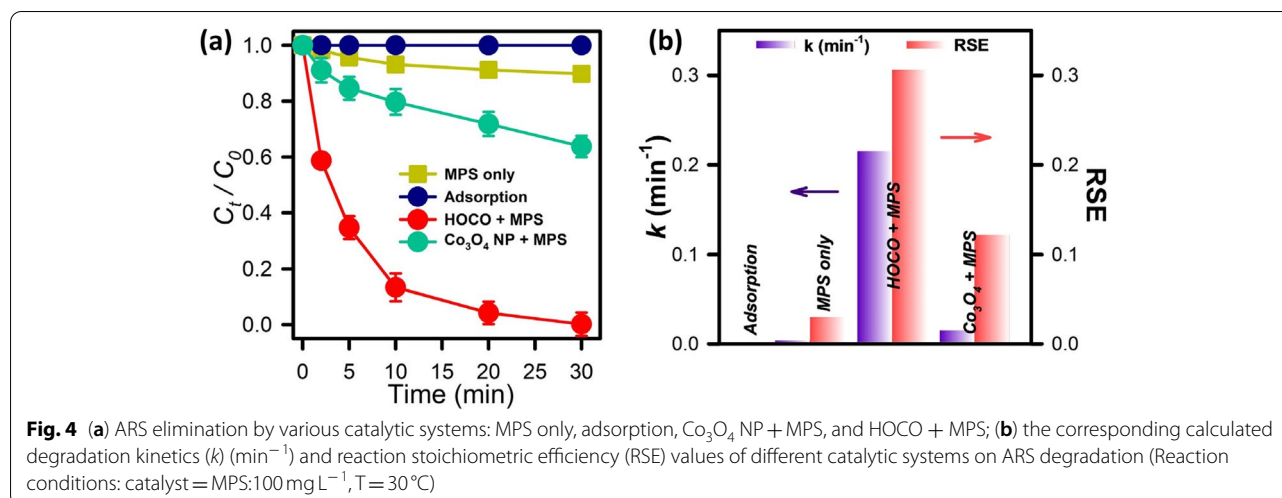 (a)
1.0
0.8
0.6
0.4
0.2
0.0
Ct / C0
MPS only
Adsorption
HOCO + MPS
Co₃O₄ NP + MPS
0 5 10 15 20 25 30
Time (min)
(b)
k (min⁻¹) RSE
0.3
0.2
0.1
0.0
k (min⁻¹)
Adsorption
MPS only
HOCO + MPS
Co₃O₄ + MPS
0.3
0.2
0.1
0.0
RSE
Fig. 4 (a) ARS elimination by various catalytic systems: MPS only, adsorption, Co₃O₄ NP + MPS, and HOCO + MPS; (b) the corresponding calculated
degradation kinetics (k) (min⁻¹) and reaction stoichiometric efficiency (RSE) values of different catalytic systems on ARS degradation (Reaction
conditions: catalyst = MPS:100 mg L⁻¹, T = 30 °C)